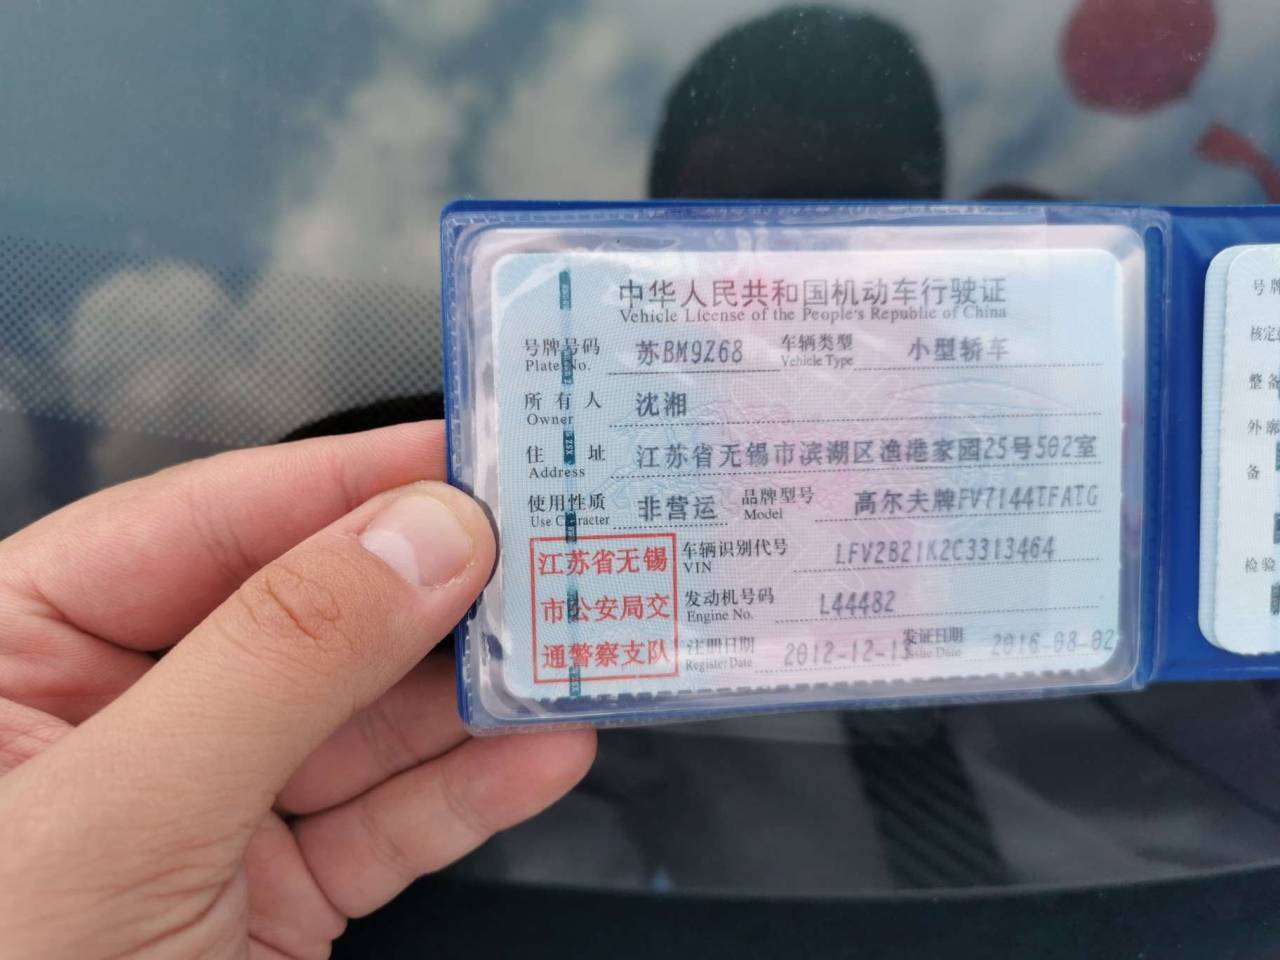 中华人民共和国机动车行驶证
Vehicle License of the People's Republic of China
号牌号码 苏BM9Z68 车辆类型 小型轿车
Plate No. Vehicle Type
所有人 沈湘
Owner
住址 江苏省无锡市滨湖区渔港家园25号502室
Address
使用性质 非营运 品牌型号 高尔夫牌FV7144TFATG
Use Character Model
江苏省无锡
市公安局交
通警察支队
车辆识别代号 LFV2B21K2C3313464
VIN
发动机号码 L44482
Engine No.
注册日期 2012-12-13 发证日期 2016-08-02
Register Date Issue Date
号牌
核定
整备
外廓
备
检验